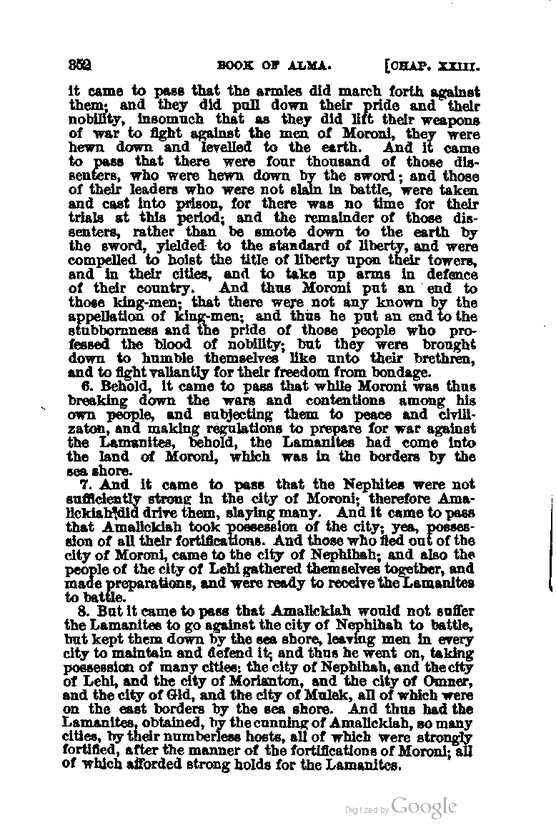 352 BOOK OF ALMA. [CHAP. XXIII.
it came to pass that the armies did march forth against
them; and they did pull down their pride and their
nobility, insomuch that as they did lift their weapons
of war to fight against the men of Moroni, they were
hewn down and levelled to the earth. And it came
to pass that there were four thousand of those dis-
senters, who were hewn down by the sword; and those
of their leaders who were not slain in battle, were taken
and cast into prison, for there was no time for their
trials at this period; and the remainder of those dis-
senters, rather than be smote down to the earth by
the sword, yielded to the standard of liberty, and were
compelled to hoist the title of liberty upon their towers,
and in their cities, and to take up arms in defence
of their country. And thus Moroni put an end to
those king-men; that there were not any known by the
appellation of king-men; and thus he put an end to the
stubbornness and the pride of those people who pro-
fessed the blood of nobility; but they were brought
down to humble themselves like unto their brethren,
and to fight valiantly for their freedom from bondage.
6. Behold, it came to pass that while Moroni was thus
breaking down the wars and contentions among his
own people, and subjecting them to peace and civili-
zaton, and making regulations to prepare for war against
the Lamanites, behold, the Lamanites had come into
the land of Moroni, which was in the borders by the
sea shore.
7. And it came to pass that the Nephites were not
sufficiently strong in the city of Moroni; therefore Ama-
lickiah did drive them, slaying many. And it came to pass
that Amalickiah took possession of the city; yea, posses-
sion of all their fortifications. And those who fled out of the
city of Moroni, came to the city of Nephihah; and also the
people of the city of Lehi gathered themselves together, and
made preparations, and were ready to receive the Lamanites
to battle.
8. But it came to pass that Amalickiah would not suffer
the Lamanites to go against the city of Nephihah to battle,
but kept them down by the sea shore, leaving men in every
city to maintain and defend it; and thus he went on, taking
possession of many cities: the city of Nephihah, and the city
of Lehi, and the city of Morianton, and the city of Omner,
and the city of Gid, and the city of Mulek, all of which were
on the east borders by the sea shore. And thus had the
Lamanites, obtained, by the cunning of Amalickiah, so many
cities, by their numberless hosts, all of which were strongly
fortified, after the manner of the fortifications of Moroni; all
of which afforded strong holds for the Lamanites.
Digitized by Google